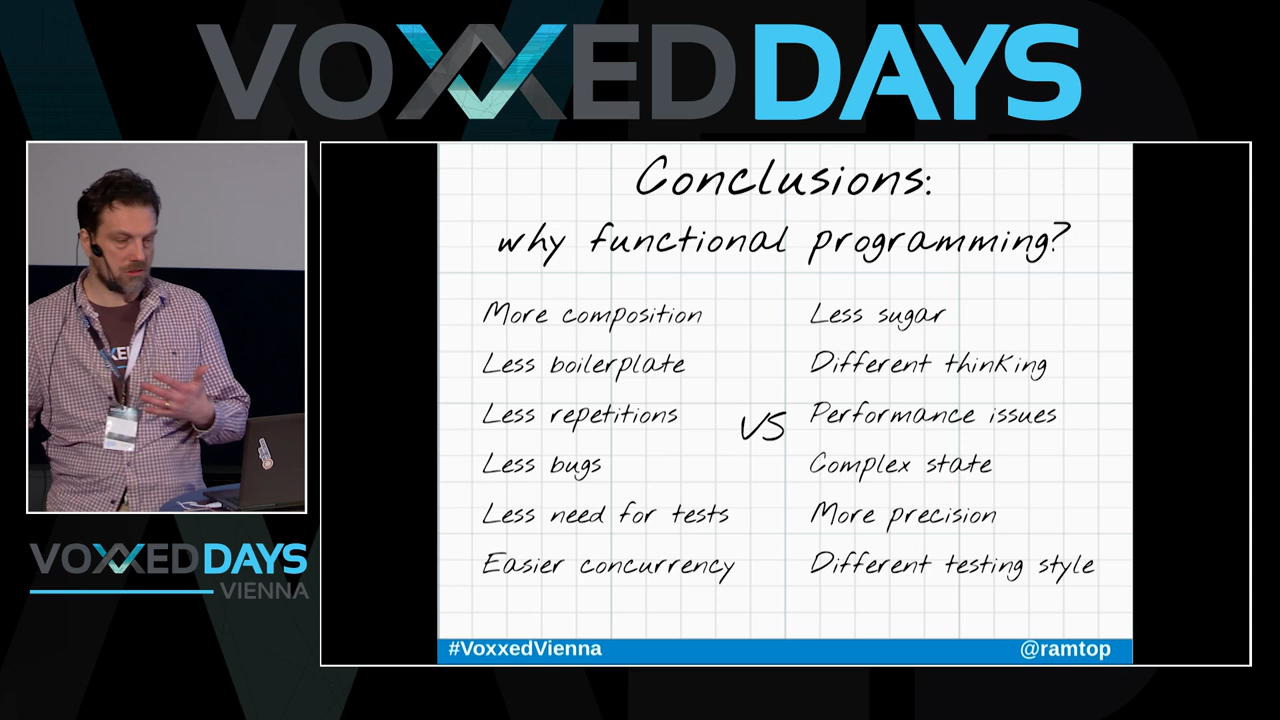 VOXXED DAYS
Conclusions:
why functional programming?
More composition
Less boilerplate
Less repetitions
Less bugs
Less need for tests
Easier concurrency
VS
Less sugar
Different thinking
Performance issues
Complex state
More precision
Different testing style
#VoxxedVienna
@ramtop
VOXXED DAYS
VIENNA